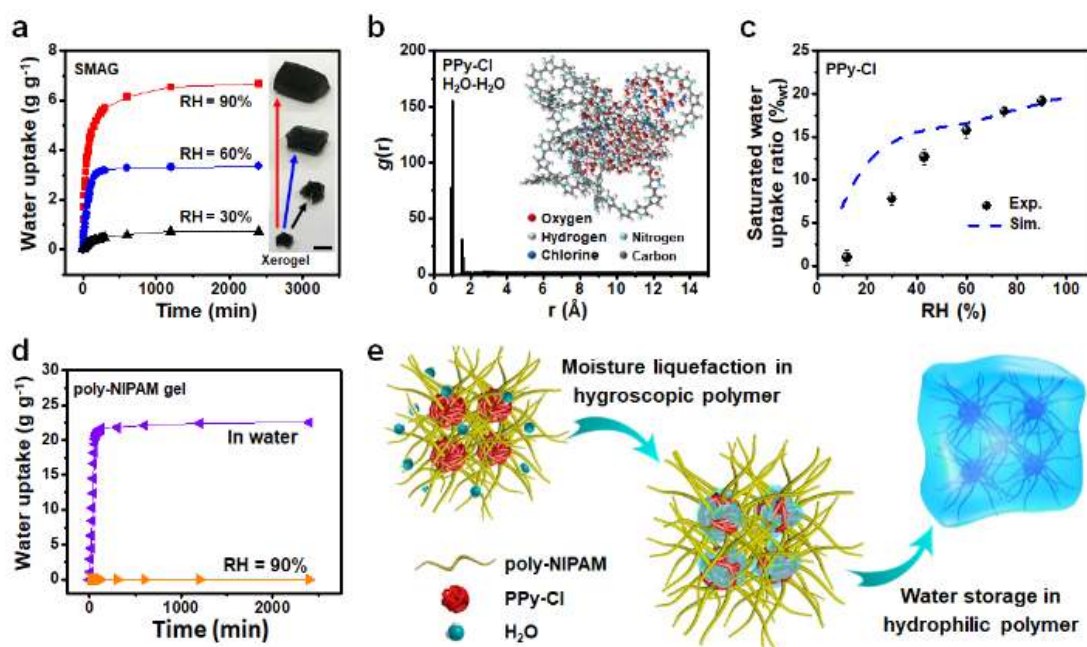 a
SMAG
Water uptake (g g⁻¹)
8
6
4
2
0
RH = 90%
RH = 60%
RH = 30%
Xerogel
0 1000 2000 3000
Time (min)
b
PPy-Cl
H₂O-H₂O
g(r)
200
150
100
50
0
Oxygen
Hydrogen
Chlorine
Nitrogen
Carbon
0 2 4 6 8 10 12 14
r (Å)
c
PPy-Cl
Saturated water
uptake ratio (%wt)
25
20
15
10
5
0
Exp.
Sim.
0 20 40 60 80 100
RH (%)
d
poly-NIPAM gel
Water uptake (g g⁻¹)
30
25
20
15
10
5
0
In water
RH = 90%
0 1000 2000
Time (min)
e
Moisture liquefaction in
hygroscopic polymer
poly-NIPAM
PPy-Cl
H₂O
Water storage in
hydrophilic polymer